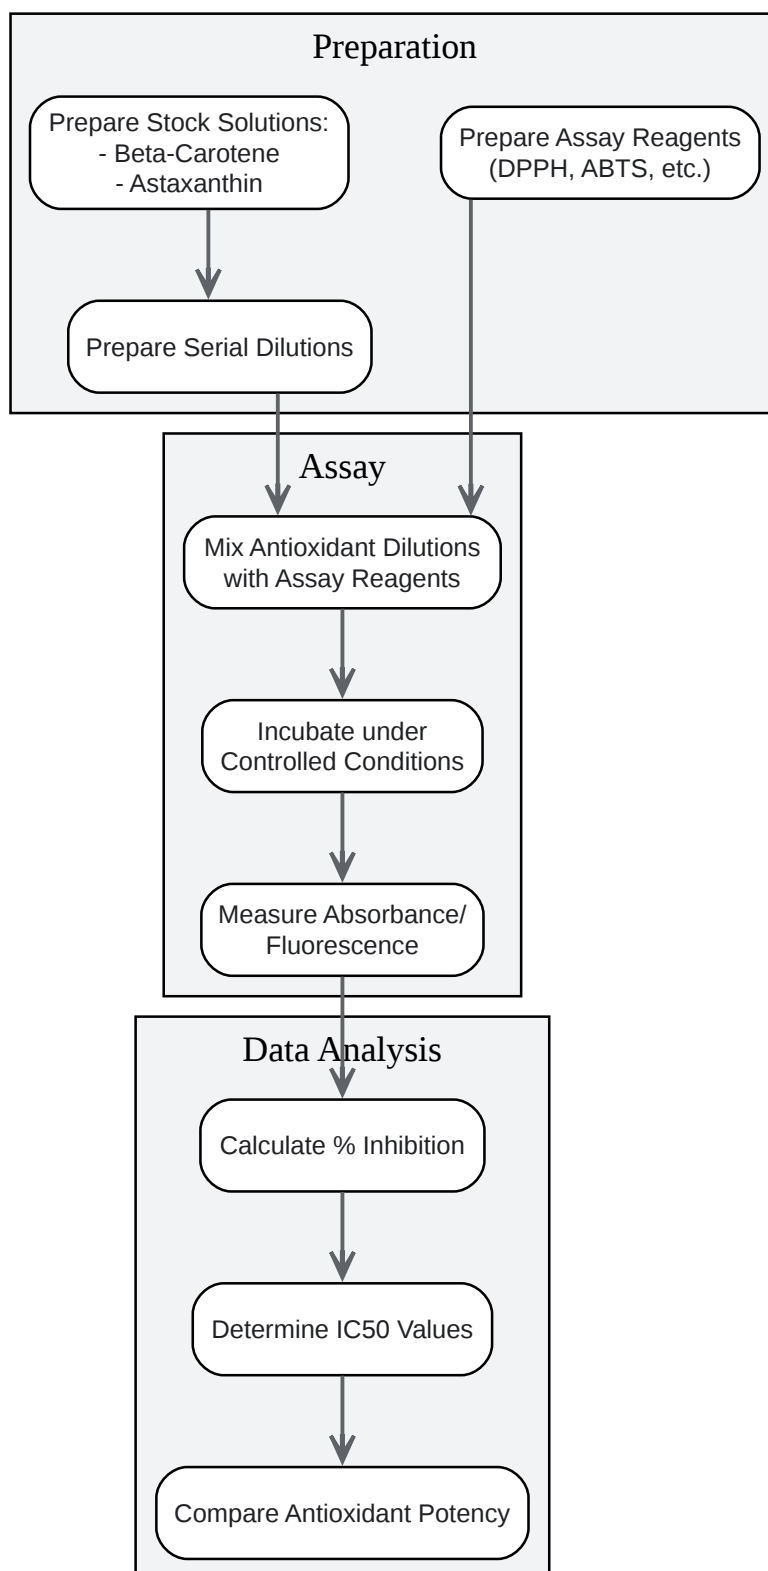 Preparation
Prepare Stock Solutions:
- Beta-Carotene
- Astaxanthin
Prepare Assay Reagents
(DPPH, ABTS, etc.)
Prepare Serial Dilutions
Assay
Mix Antioxidant Dilutions
with Assay Reagents
Incubate under
Controlled Conditions
Measure Absorbance/
Fluorescence
Data Analysis
Calculate % Inhibition
Determine IC50 Values
Compare Antioxidant Potency